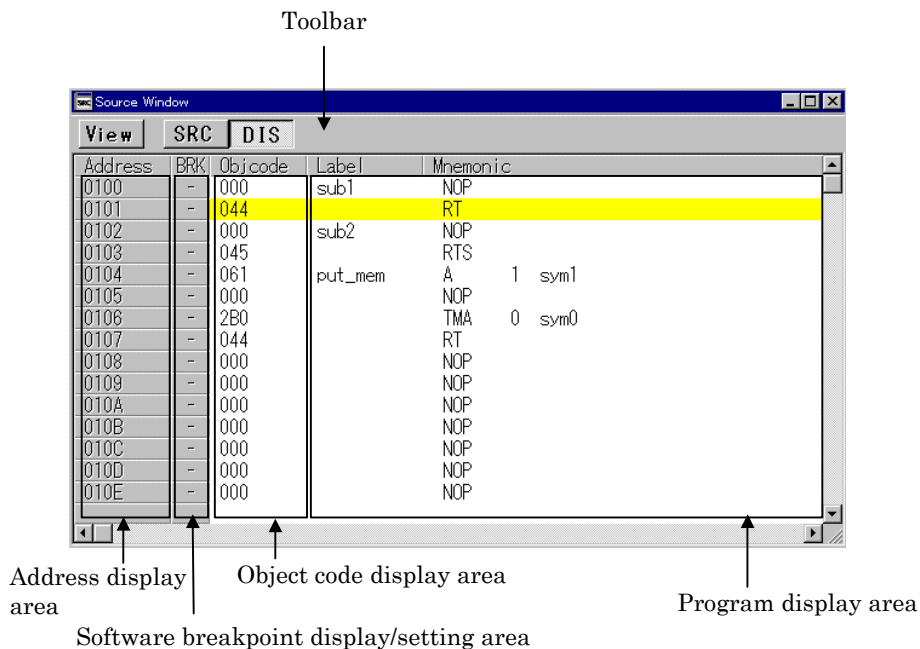 Toolbar
SRC Source Window
View SRC DIS
Address BRK Objcode Label Mnemonic
0100 - 000 sub1 NOP
0101 - 044 RT
0102 - 000 sub2 NOP
0103 - 045 RTS
0104 - 061 put_mem A 1 sym1
0105 - 000 NOP
0106 - 2B0 TMA 0 sym0
0107 - 044 RT
0108 - 000 NOP
0109 - 000 NOP
010A - 000 NOP
010B - 000 NOP
010C - 000 NOP
010D - 000 NOP
010E - 000 NOP
Address display
area
Object code display area
Program display area
Software breakpoint display/setting area